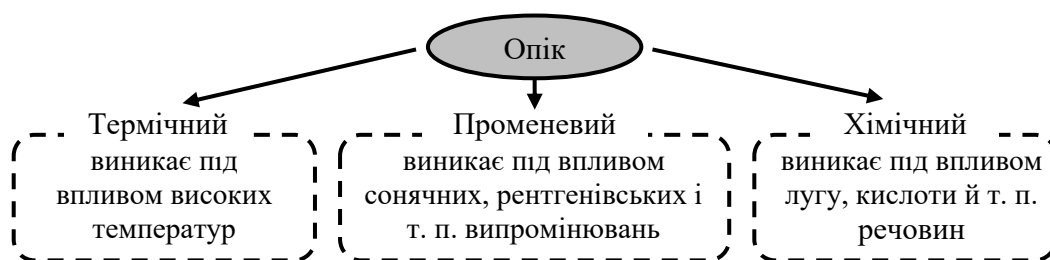 Опік
Термічний
виникає під
впливом високих
температур
Променевий
виникає під впливом
сонячних, рентгенівських і
т. п. випромінювань
Хімічний
виникає під впливом
лугу, кислоти й т. п.
речовин